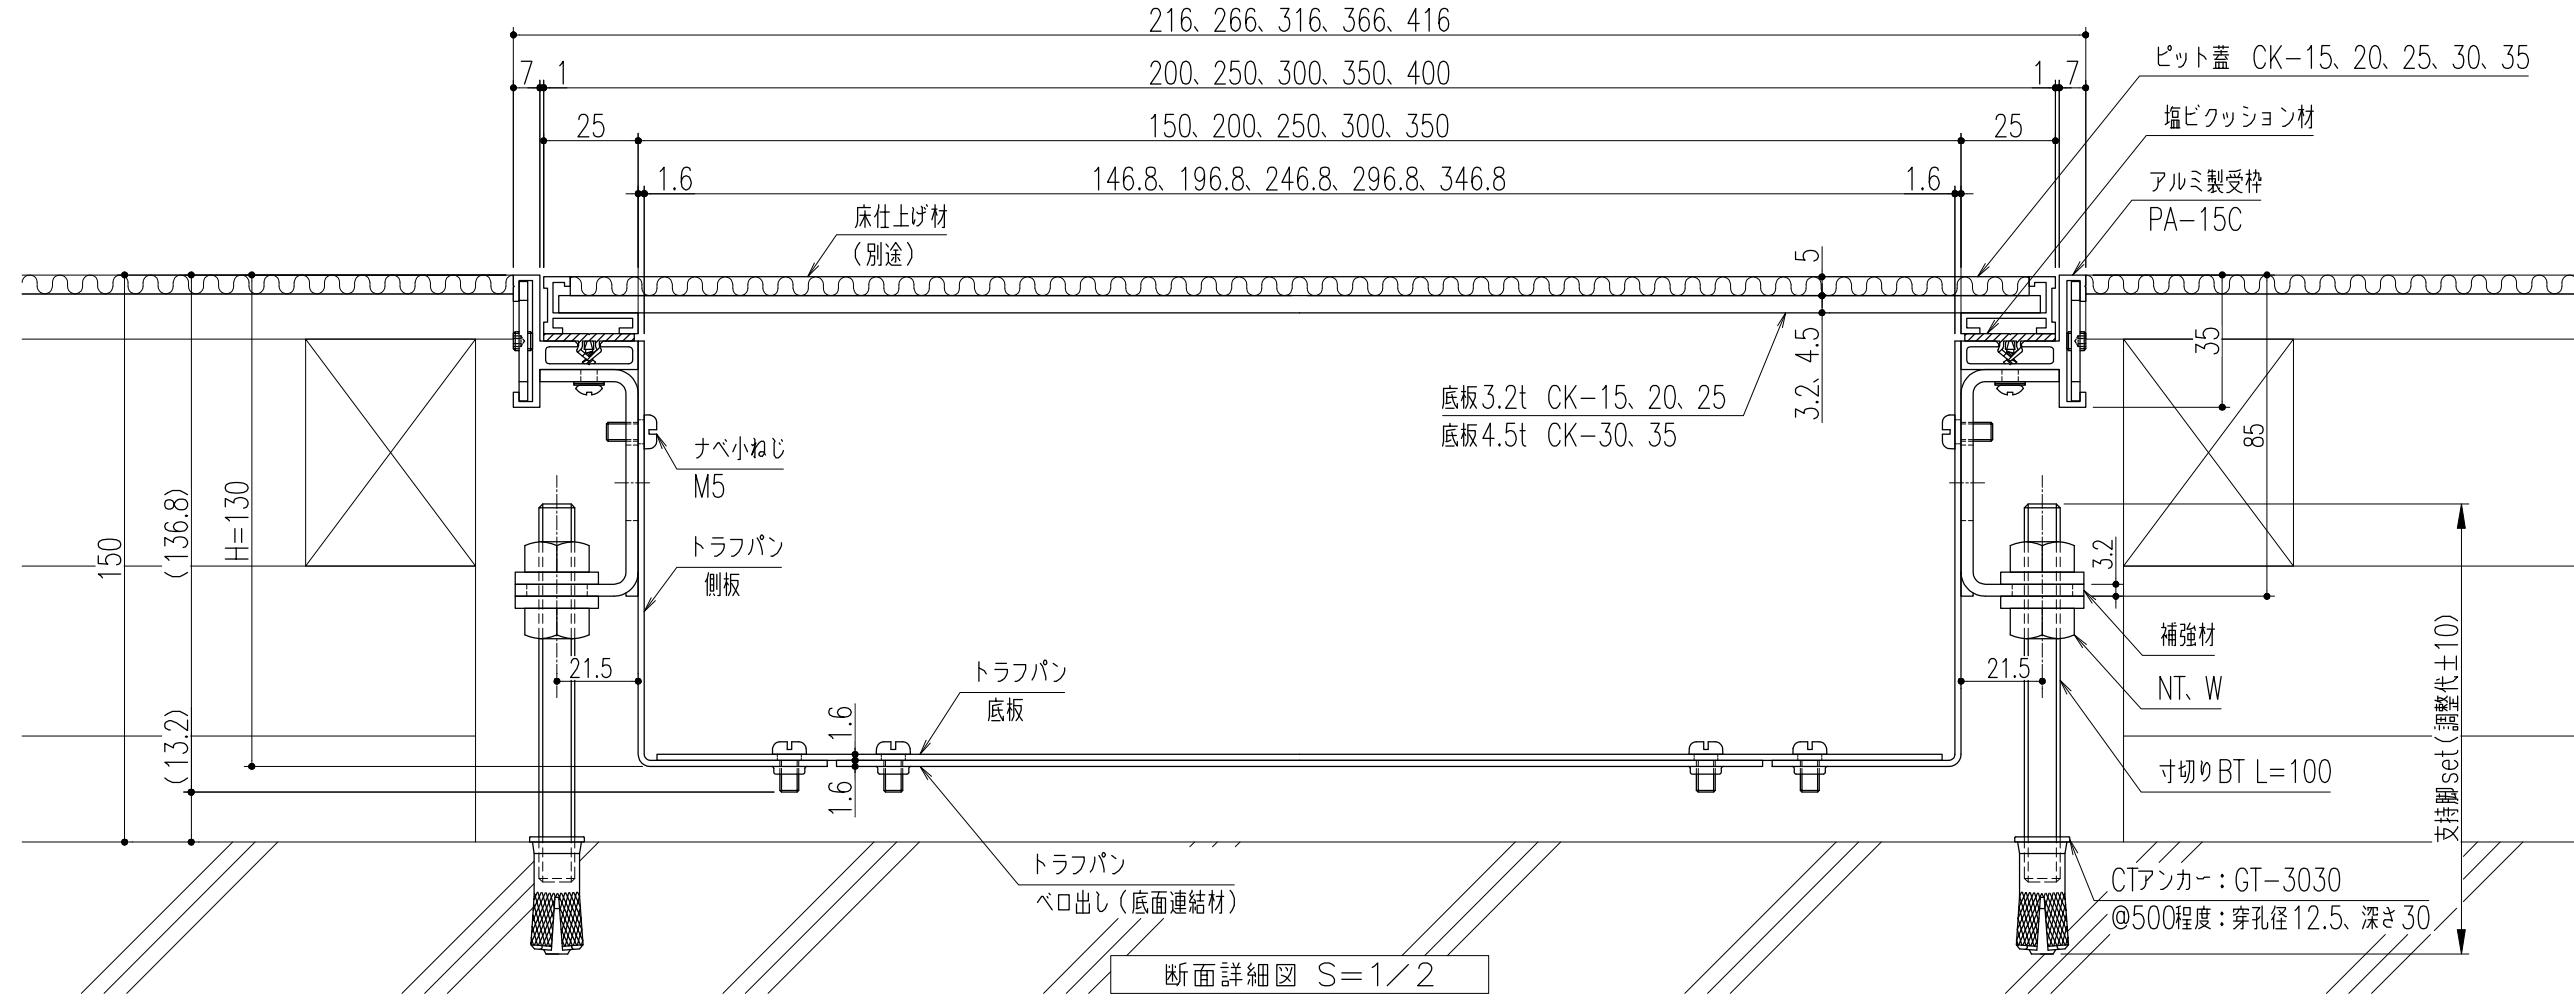 216、266、316、366、416
7
1
200、250、300、350、400
1
7
25
150、200、250、300、350
25
1.6
146.8、196.8、246.8、296.8、346.8
1.6
ピット蓋 CK-15、20、25、30、35
塩ビクッション材
アルミ製受枠
PA-15C
床仕上げ材
（別途）
5
3.2、4.5
底板3.2t CK-15、20、25
底板4.5t CK-30、35
35
85
ナベ小ねじ
M5
150
(136.8)
H=130
(13.2)
トラフパン
側板
3.2
補強材
NT、W
21.5
21.5
トラフパン
底板
1.6
1.6
寸切りBT L=100
支持脚set(調整代±10)
トラフパン
ベロ出し（底面連結材）
CTアンカー：GT-3030
@500程度：穿孔径12.5、深さ30
断面詳細図 S=1/2